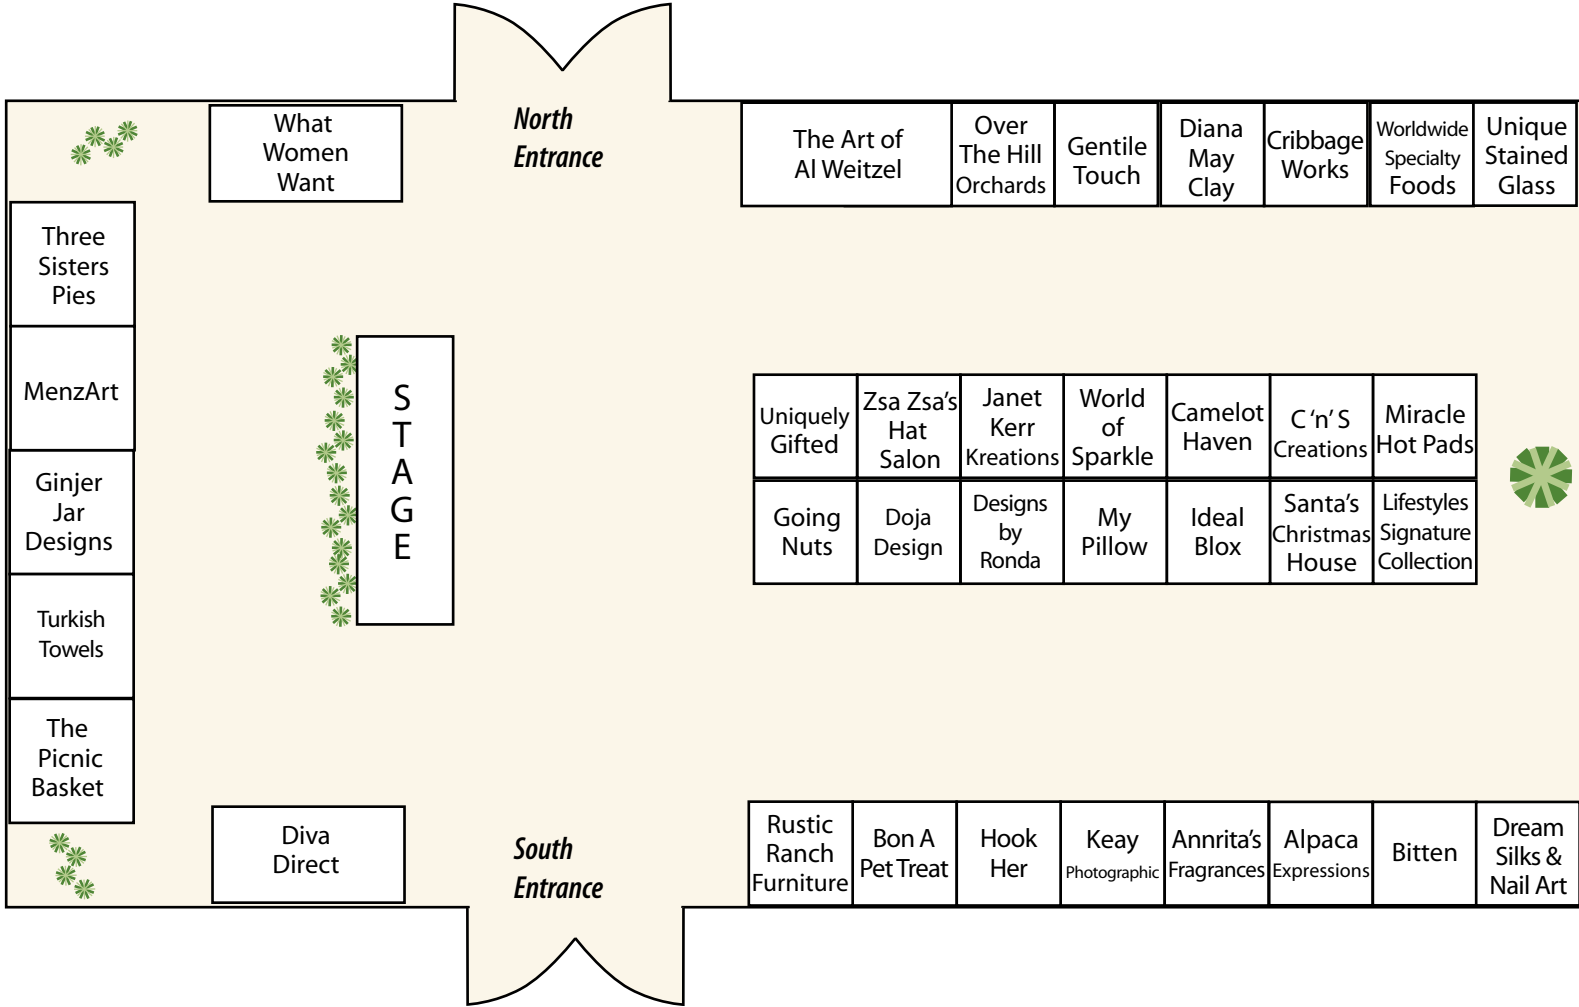 North
Entrance
What
Women
Want
The Art of
Al Weitzel
Over
The Hill
Orchards
Gentile
Touch
Diana
May
Clay
Cribbage
Works
Worldwide
Specialty
Foods
Unique
Stained
Glass
Three
Sisters
Pies
MenzArt
Ginjer
Jar
Designs
Turkish
Towels
The
Picnic
Basket
S
T
A
G
E
Uniquely
Gifted
Zsa Zsa’s
Hat
Salon
Janet
Kerr
Kreations
World
of
Sparkle
Camelot
Haven
C ‘n’ S
Creations
Miracle
Hot Pads
Going
Nuts
Doja
Design
Designs
by
Ronda
My
Pillow
Ideal
Blox
Santa’s
Christmas
House
Lifestyles
Signature
Collection
Diva
Direct
South
Entrance
Rustic
Ranch
Furniture
Bon A
Pet Treat
Hook
Her
Keay
Photographic
Annrita’s
Fragrances
Alpaca
Expressions
Bitten
Dream
Silks &
Nail Art